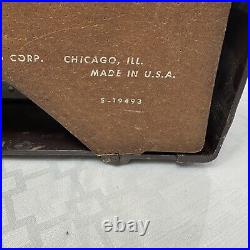 CORP. CHICAGO, ILL.
MADE IN U.S.A.
S-19493